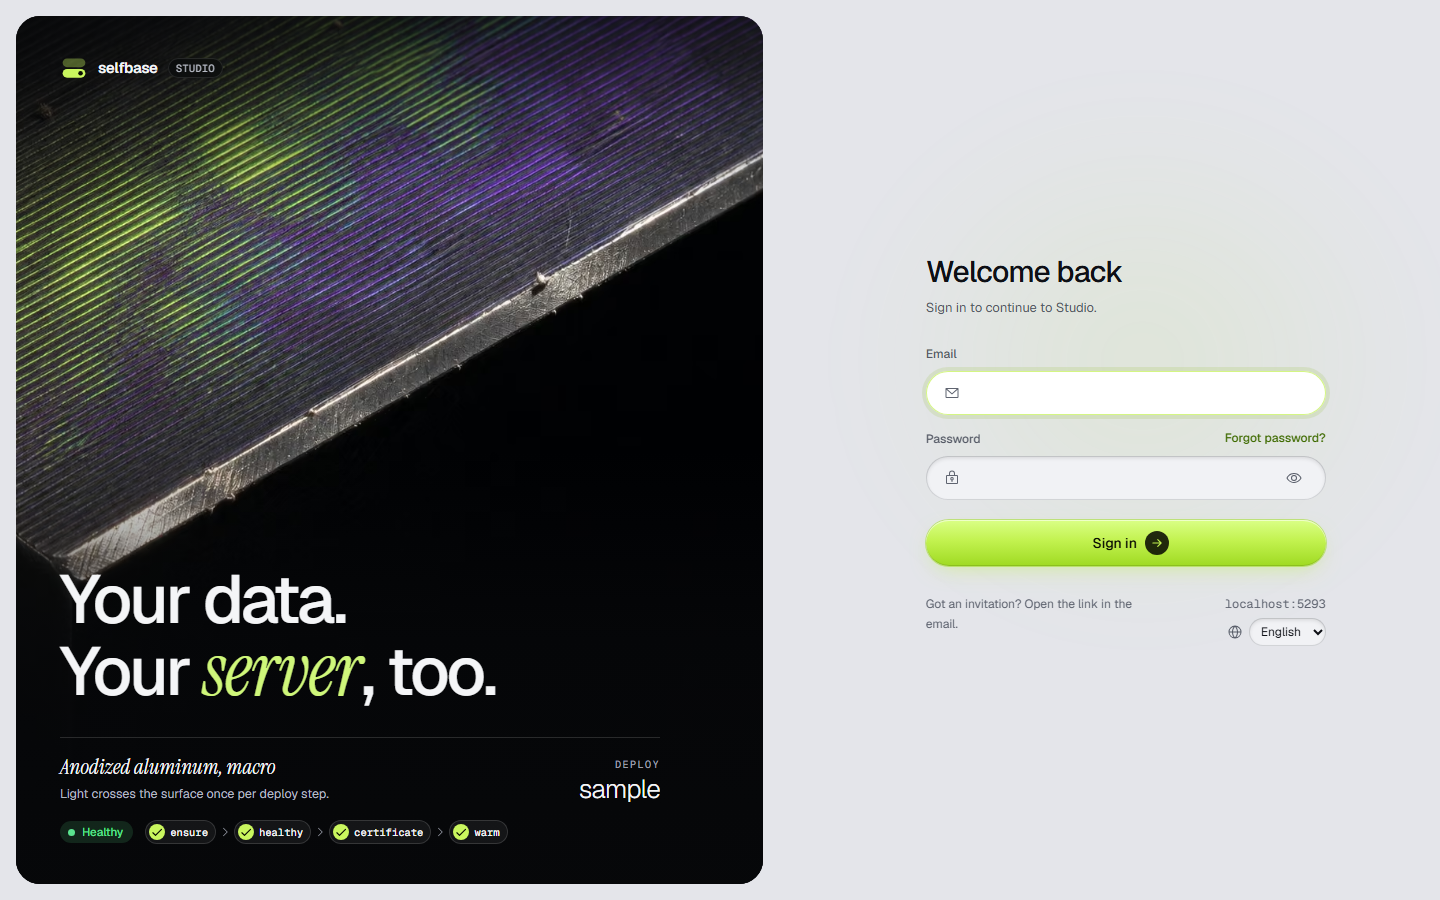 selfbase STUDIO
Your data.
Your server, too.
Anodized aluminum, macro
Light crosses the surface once per deploy step.
DEPLOY
sample
Healthy
ensure
healthy
certificate
warm
Welcome back
Sign in to continue to Studio.
Email
Password
Forgot password?
Sign in
Got an invitation? Open the link in the
email.
localhost:5293
English